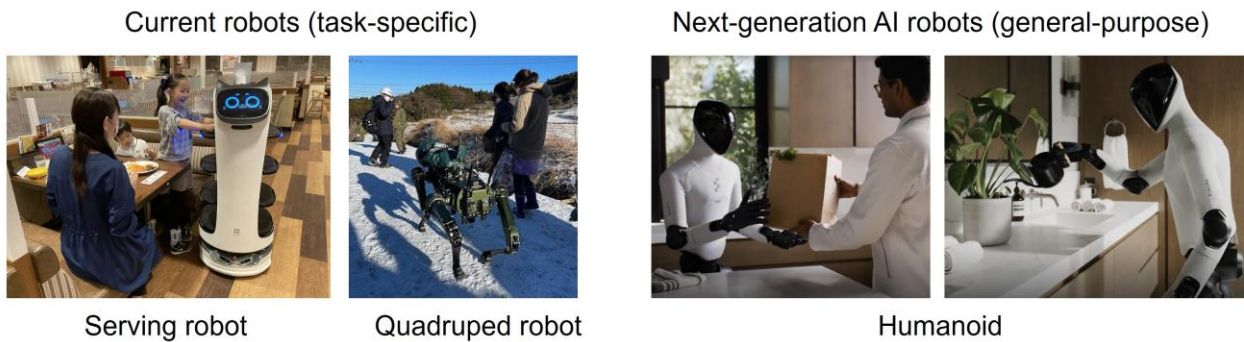 Current robots (task-specific)
Next-generation AI robots (general-purpose)
Serving robot
Quadruped robot
Humanoid